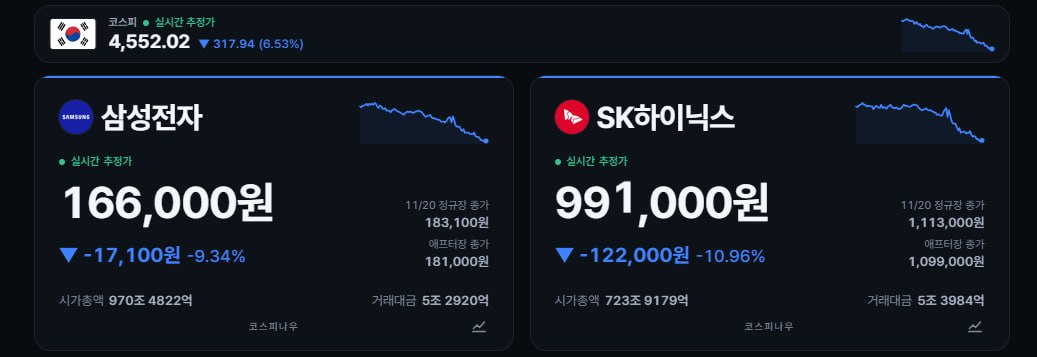 코스피 ● 실시간 추정가
4,552.02 ▼ 317.94 (6.53%)
SAMSUNG 삼성전자
● 실시간 추정가
166,000원
11/20 정규장 종가
183,100원
▼ -17,100원 -9.34%
애프터장 종가
181,000원
시가총액 970조 4822억
거래대금 5조 2920억
코스피나우
SK하이닉스
● 실시간 추정가
991,000원
11/20 정규장 종가
1,113,000원
▼ -122,000원 -10.96%
애프터장 종가
1,099,000원
시가총액 723조 9179억
거래대금 5조 3984억
코스피나우